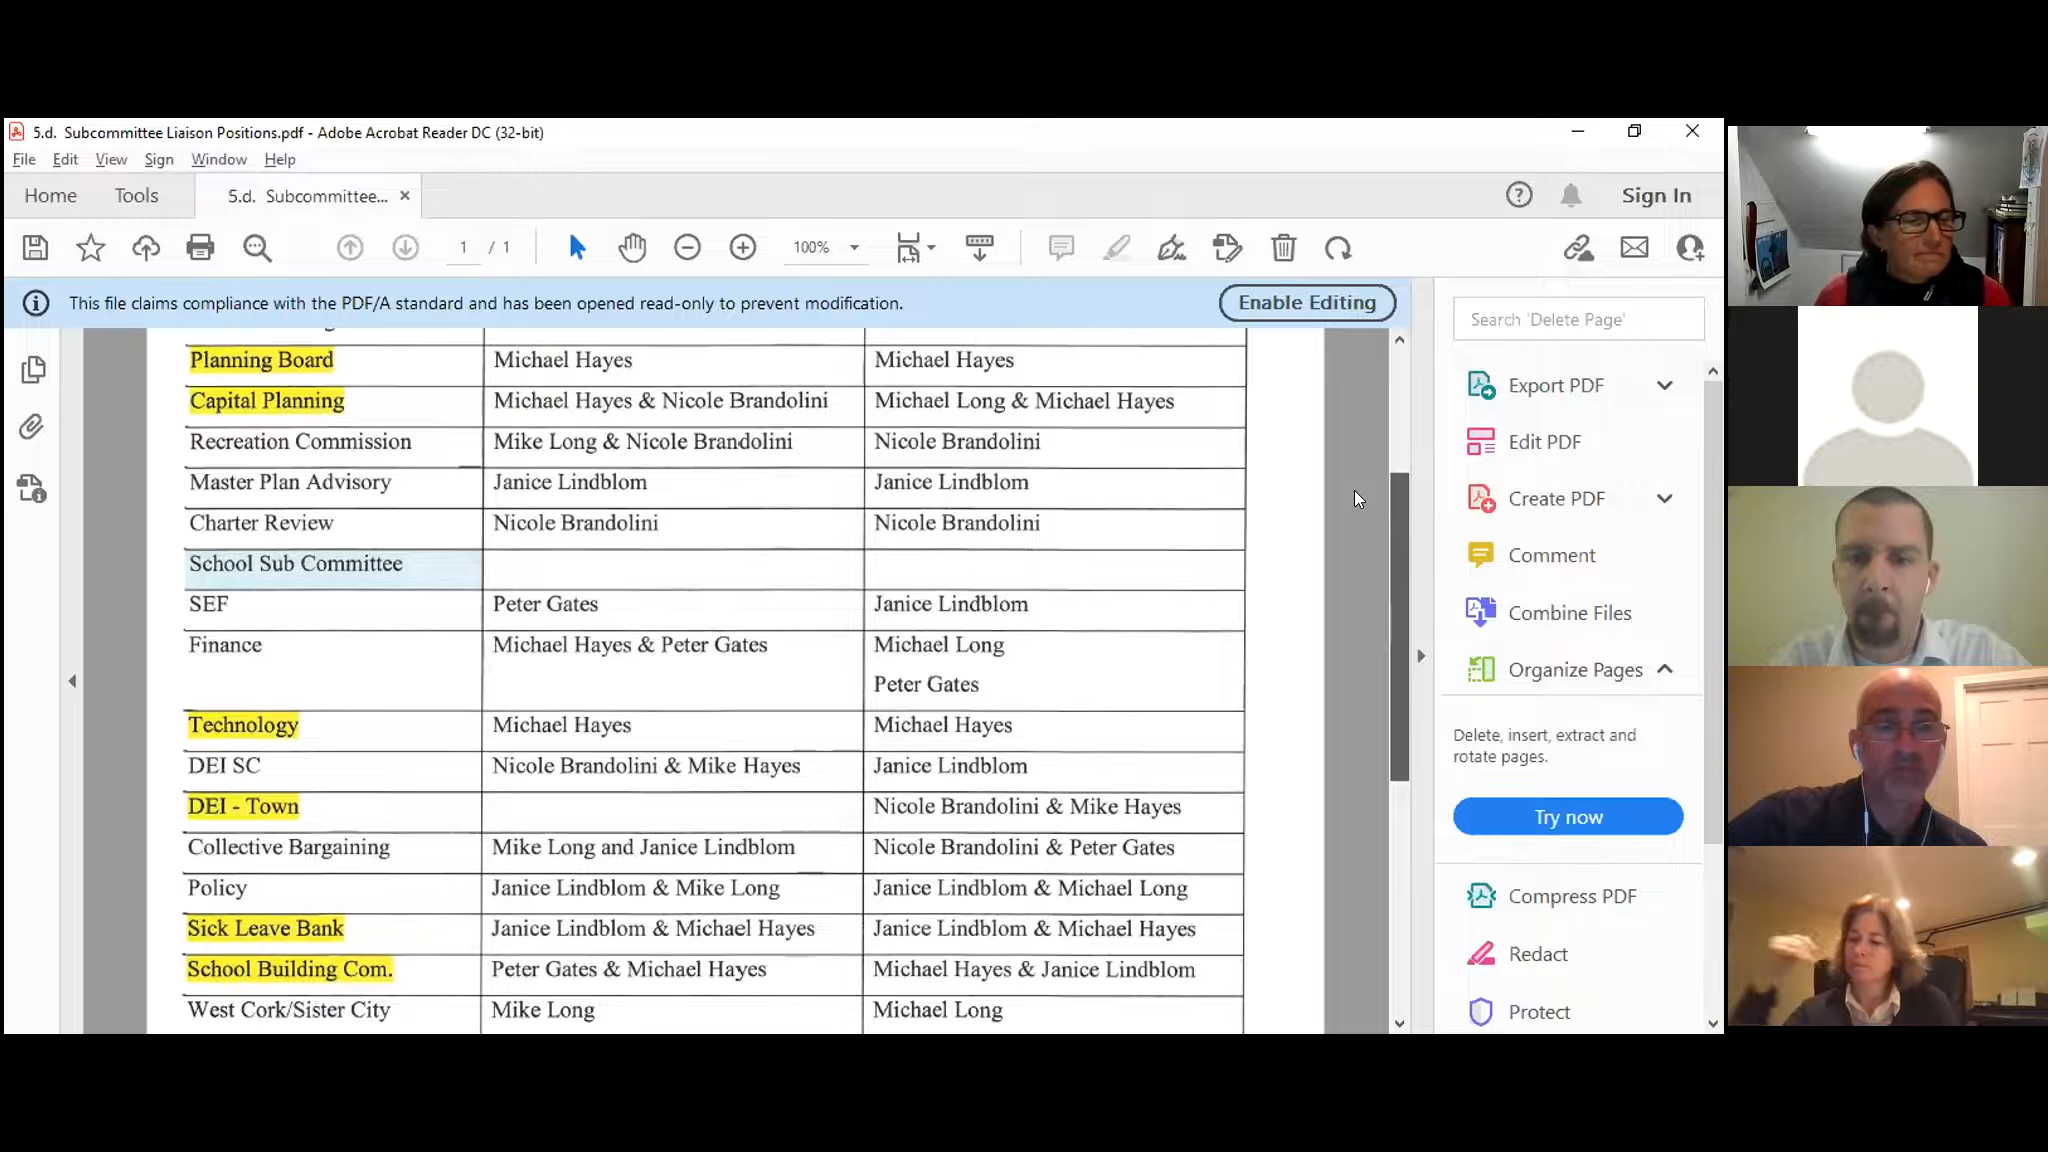 5.d. Subcommittee Liaison Positions.pdf - Adobe Acrobat Reader DC (32-bit)
File Edit View Sign Window Help
Home Tools 5.d. Subcommittee... Sign In
1 / 1 100%
This file claims compliance with the PDF/A standard and has been opened read-only to prevent modification. Enable Editing
Planning Board Michael Hayes Michael Hayes
Capital Planning Michael Hayes & Nicole Brandolini Michael Long & Michael Hayes
Recreation Commission Mike Long & Nicole Brandolini Nicole Brandolini
Master Plan Advisory Janice Lindblom Janice Lindblom
Charter Review Nicole Brandolini Nicole Brandolini
School Sub Committee
SEF Peter Gates Janice Lindblom
Finance Michael Hayes & Peter Gates Michael Long
Peter Gates
Technology Michael Hayes Michael Hayes
DEI SC Nicole Brandolini & Mike Hayes Janice Lindblom
DEI - Town Nicole Brandolini & Mike Hayes
Collective Bargaining Mike Long and Janice Lindblom Nicole Brandolini & Peter Gates
Policy Janice Lindblom & Mike Long Janice Lindblom & Michael Long
Sick Leave Bank Janice Lindblom & Michael Hayes Janice Lindblom & Michael Hayes
School Building Com. Peter Gates & Michael Hayes Michael Hayes & Janice Lindblom
West Cork/Sister City Mike Long Michael Long
Search 'Delete Page'
Export PDF
Edit PDF
Create PDF
Comment
Combine Files
Organize Pages
Delete, insert, extract and
rotate pages.
Try now
Compress PDF
Redact
Protect